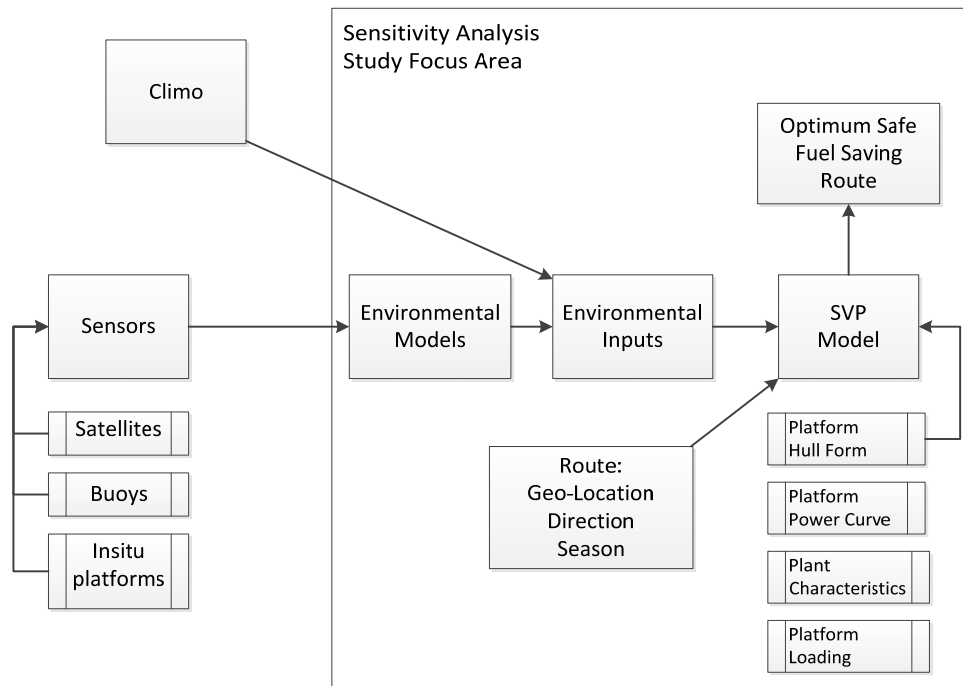 Sensitivity Analysis
Study Focus Area
Climo
Optimum Safe
Fuel Saving
Route
Sensors
Environmental
Models
Environmental
Inputs
SVP
Model
Satellites
Buoys
Insitu
platforms
Route:
Geo-Location
Direction
Season
Platform
Hull Form
Platform
Power Curve
Plant
Characteristics
Platform
Loading